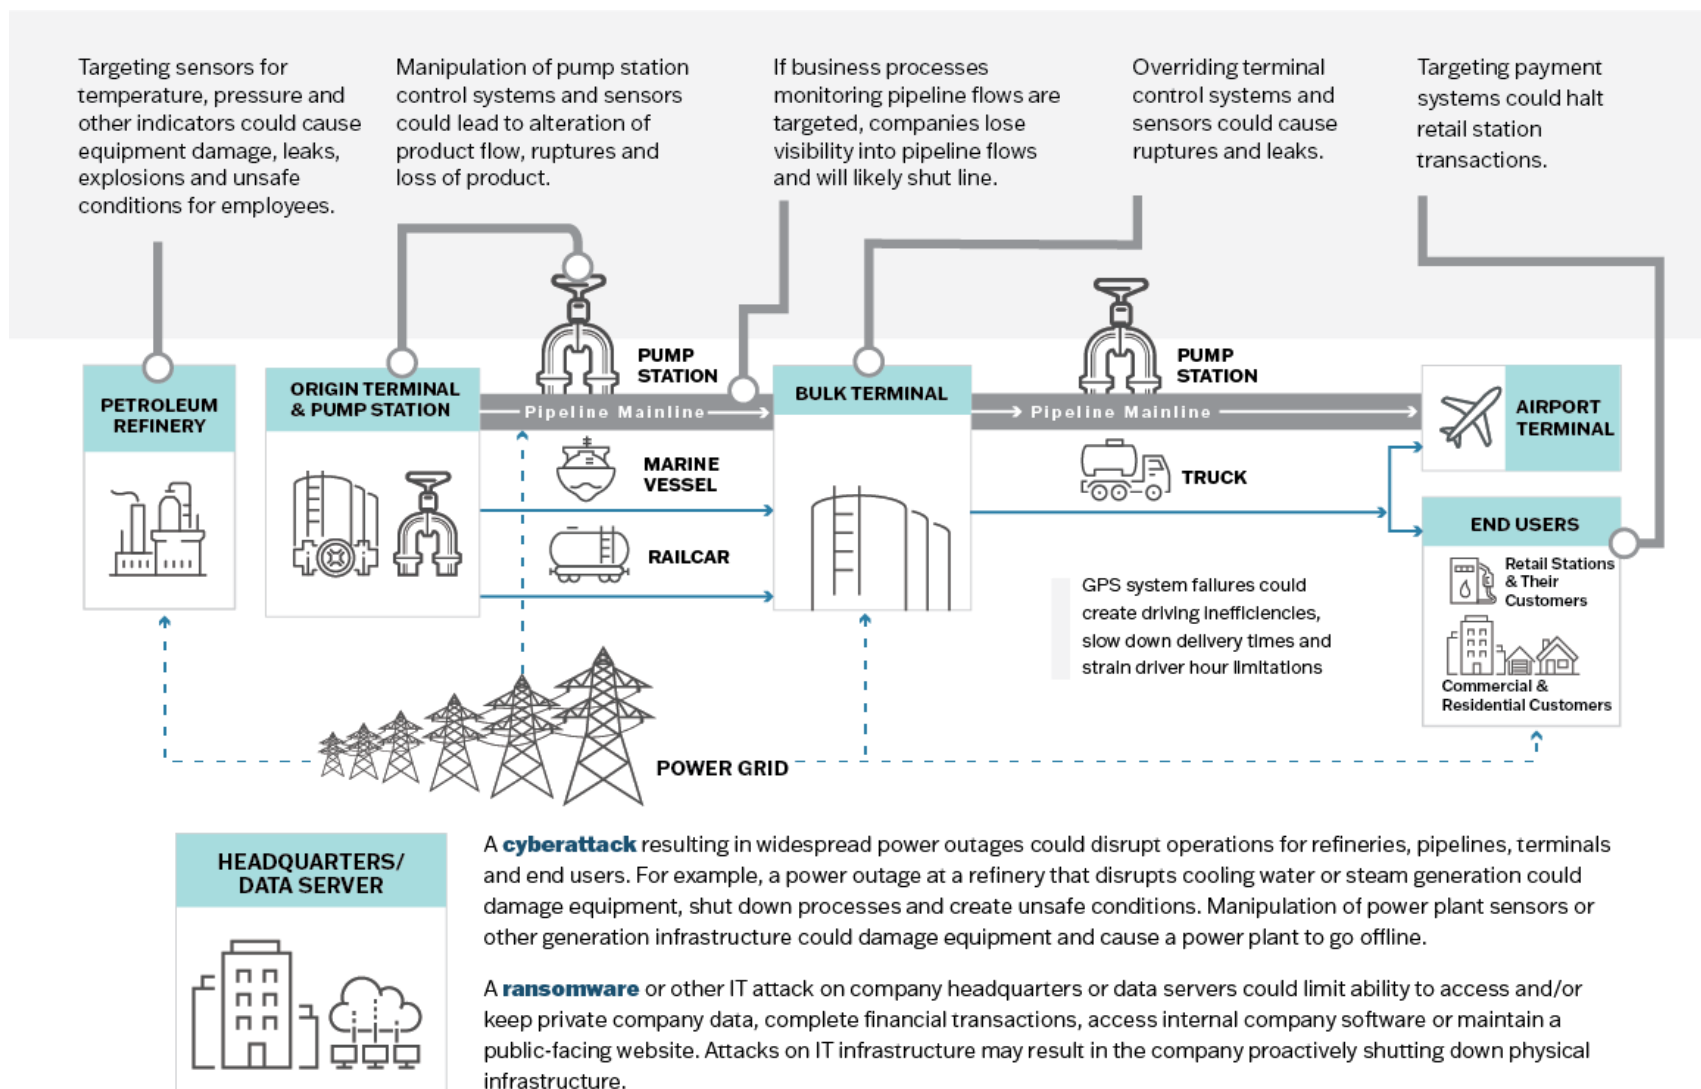 Targeting sensors for
temperature, pressure and
other indicators could cause
equipment damage, leaks,
explosions and unsafe
conditions for employees.
Manipulation of pump station
control systems and sensors
could lead to alteration of
product flow, ruptures and
loss of product.
If business processes
monitoring pipeline flows are
targeted, companies lose
visibility into pipeline flows
and will likely shut line.
Overriding terminal
control systems and
sensors could cause
ruptures and leaks.
Targeting payment
systems could halt
retail station
transactions.
PETROLEUM
REFINERY
ORIGIN TERMINAL
& PUMP STATION
PUMP
STATION
Pipeline Mainline
MARINE
VESSEL
RAILCAR
BULK TERMINAL
PUMP
STATION
Pipeline Mainline
TRUCK
AIRPORT
TERMINAL
END USERS
Retail Stations
& Their
Customers
Commercial &
Residential Customers
GPS system failures could
create driving inefficiencies,
slow down delivery times and
strain driver hour limitations
POWER GRID
HEADQUARTERS/
DATA SERVER
A cyberattack resulting in widespread power outages could disrupt operations for refineries, pipelines, terminals
and end users. For example, a power outage at a refinery that disrupts cooling water or steam generation could
damage equipment, shut down processes and create unsafe conditions. Manipulation of power plant sensors or
other generation infrastructure could damage equipment and cause a power plant to go offline.
A ransomware or other IT attack on company headquarters or data servers could limit ability to access and/or
keep private company data, complete financial transactions, access internal company software or maintain a
public-facing website. Attacks on IT infrastructure may result in the company proactively shutting down physical
infrastructure.